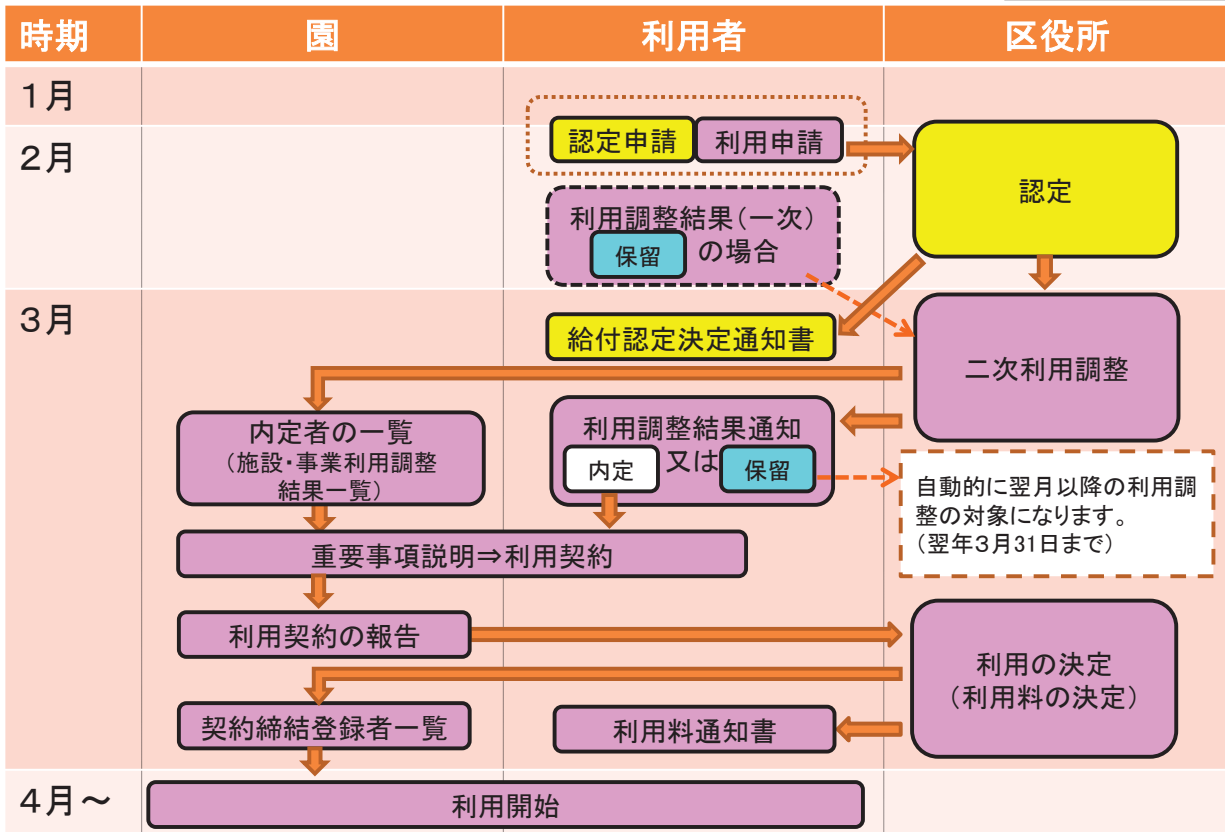 時期
園
利用者
区役所
1月
2月
認定申請
利用申請
認定
利用調整結果(一次)
保留 の場合
3月
給付認定決定通知書
二次利用調整
内定者の一覧
(施設・事業利用調整
結果一覧)
利用調整結果通知
内定 又は 保留
自動的に翌月以降の利用調
整の対象になります。
(翌年3月31日まで)
重要事項説明⇒利用契約
利用契約の報告
利用の決定
(利用料の決定)
契約締結登録者一覧
利用料通知書
4月～
利用開始